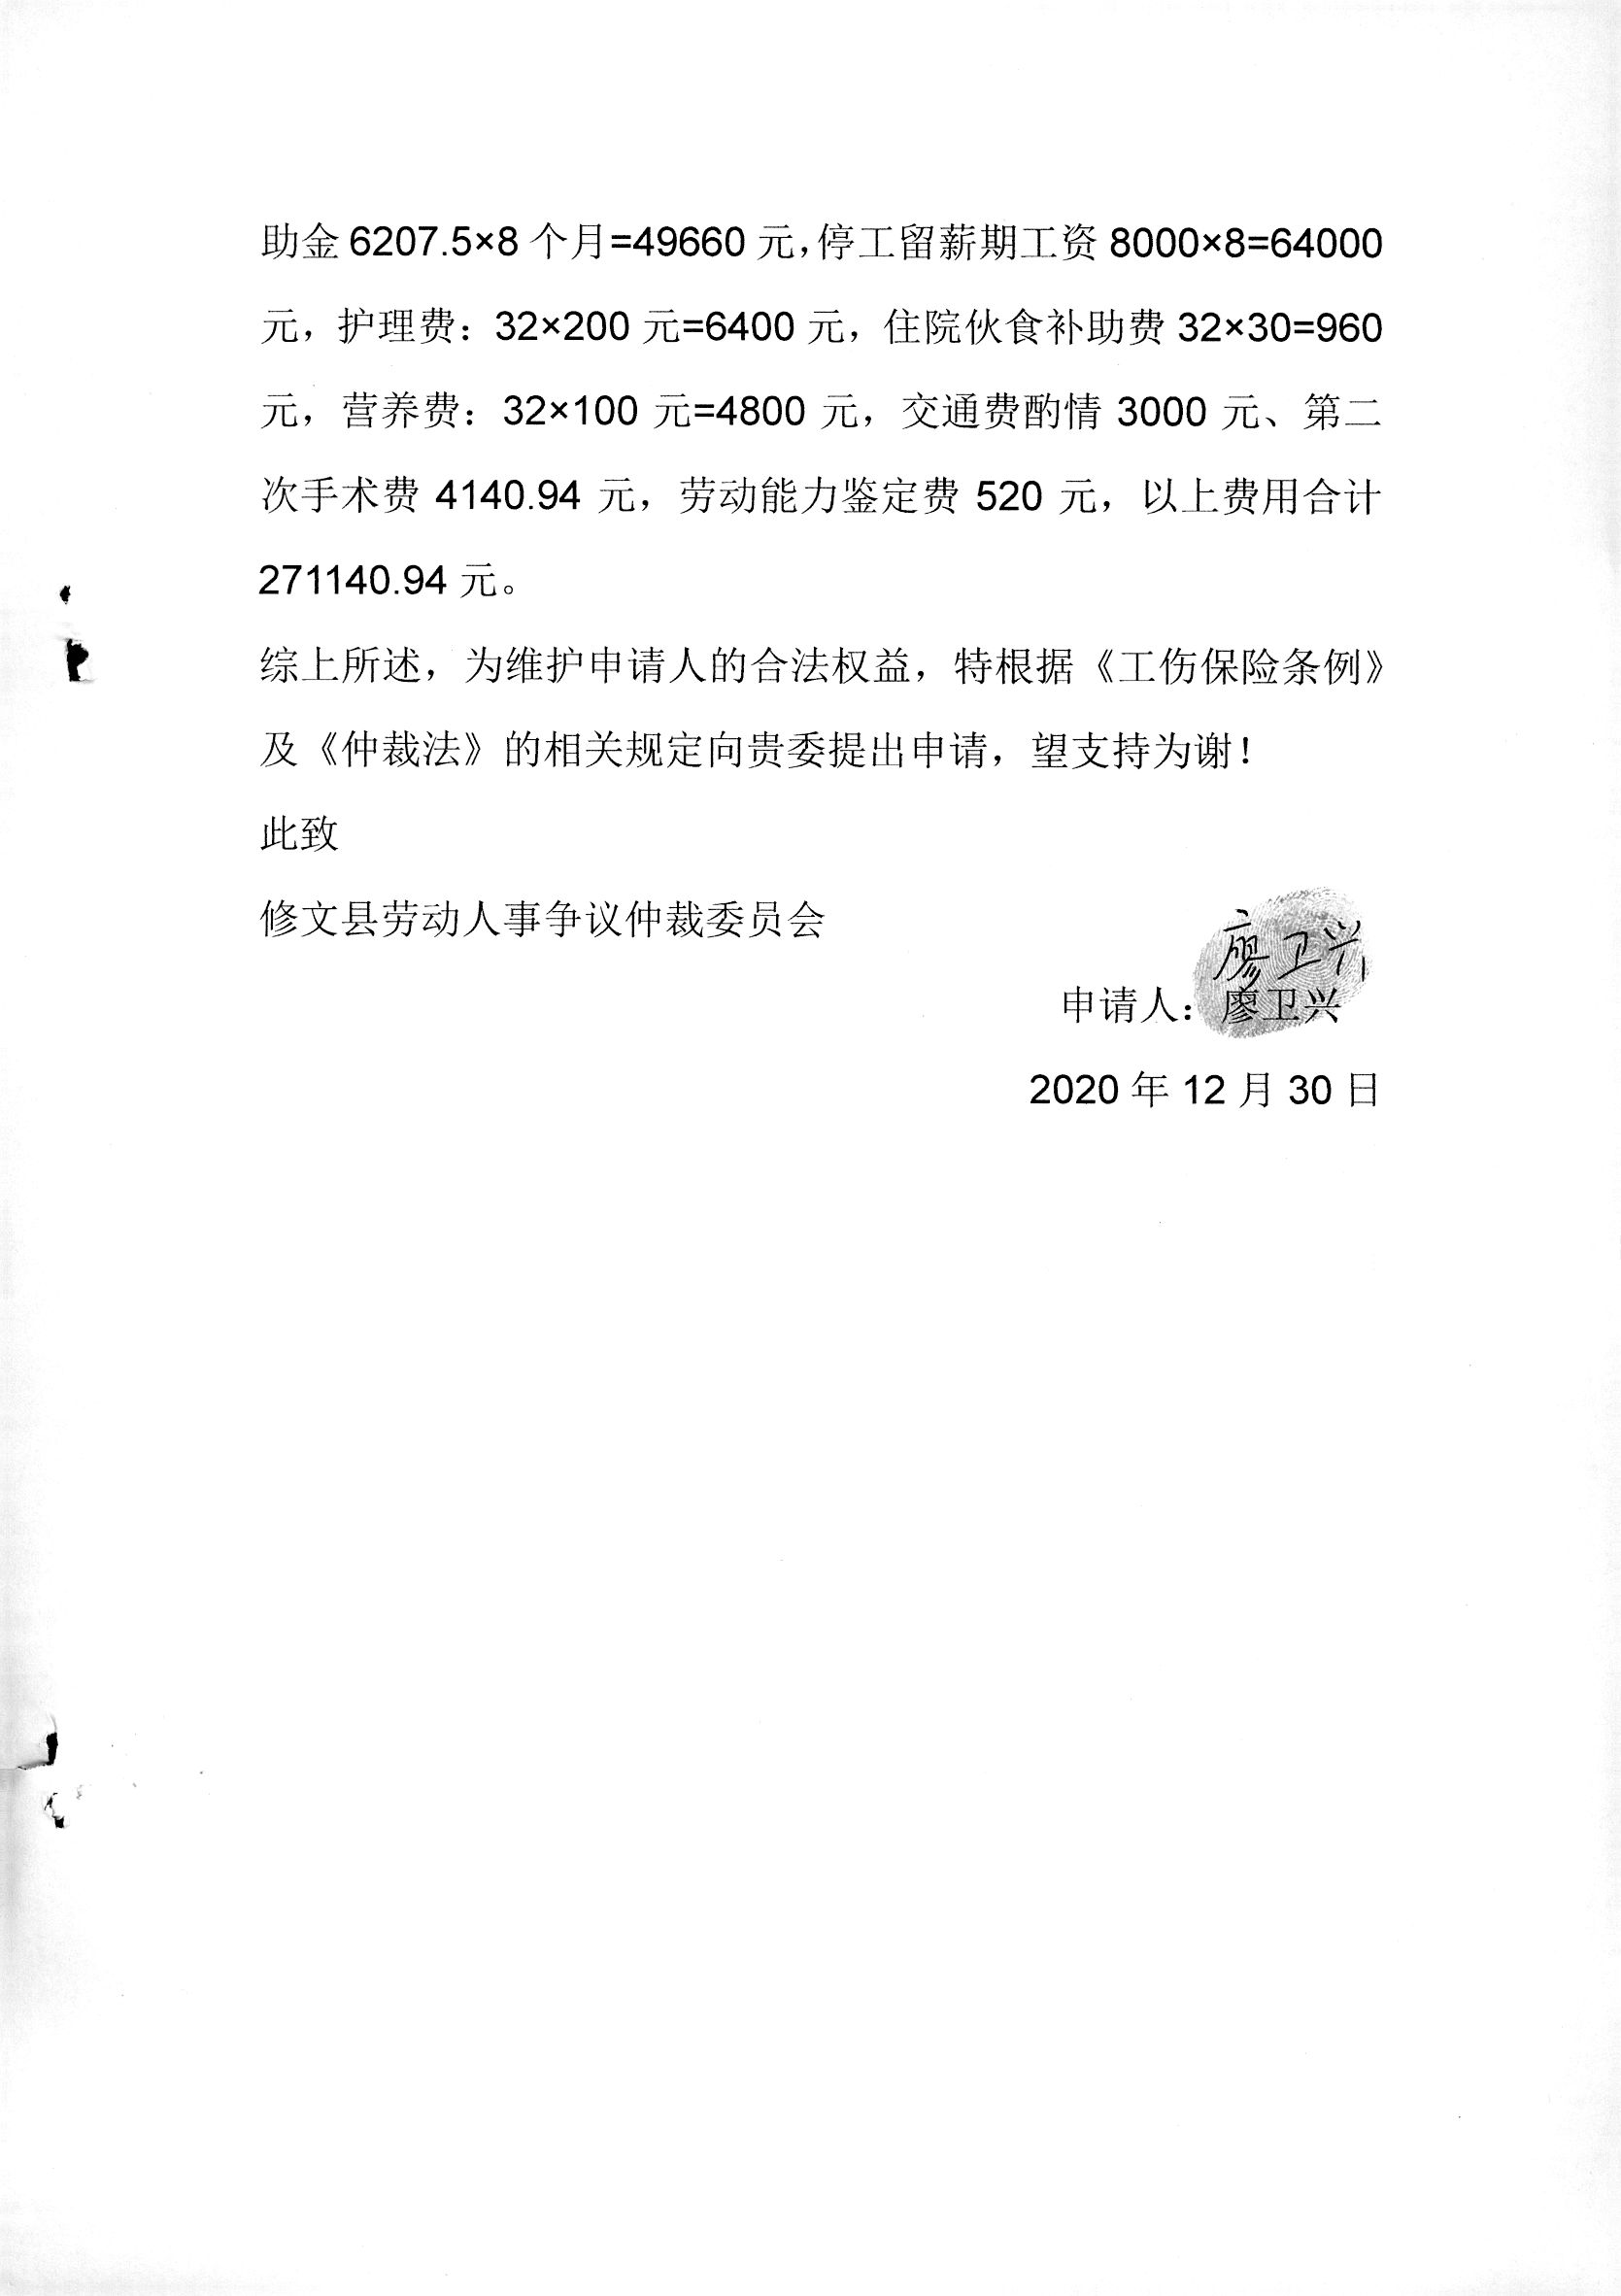 助金 6207.5×8 个月=49660 元，停工留薪期工资 8000×8=64000
元，护理费：32×200 元=6400 元，住院伙食补助费 32×30=960
元，营养费：32×100 元=4800 元，交通费酌情 3000 元、第二
次手术费 4140.94 元，劳动能力鉴定费 520 元，以上费用合计
271140.94 元。
综上所述，为维护申请人的合法权益，特根据《工伤保险条例》
及《仲裁法》的相关规定向贵委提出申请，望支持为谢！
此致
修文县劳动人事争议仲裁委员会
廖卫兴
申请人：廖卫兴
2020 年 12 月 30 日